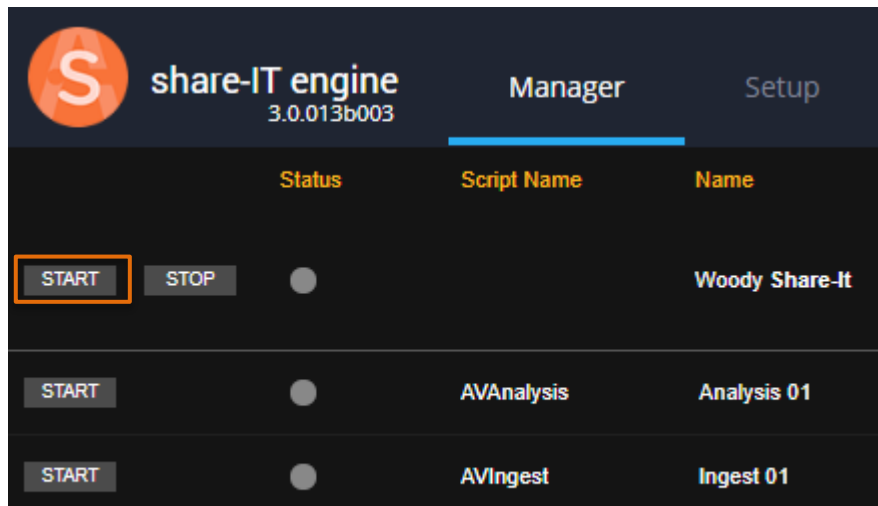 S
share-IT engine Manager Setup
3.0.013b003
Status Script Name Name
START STOP Woody Share-It
START AVAnalysis Analysis 01
START AVIngest Ingest 01